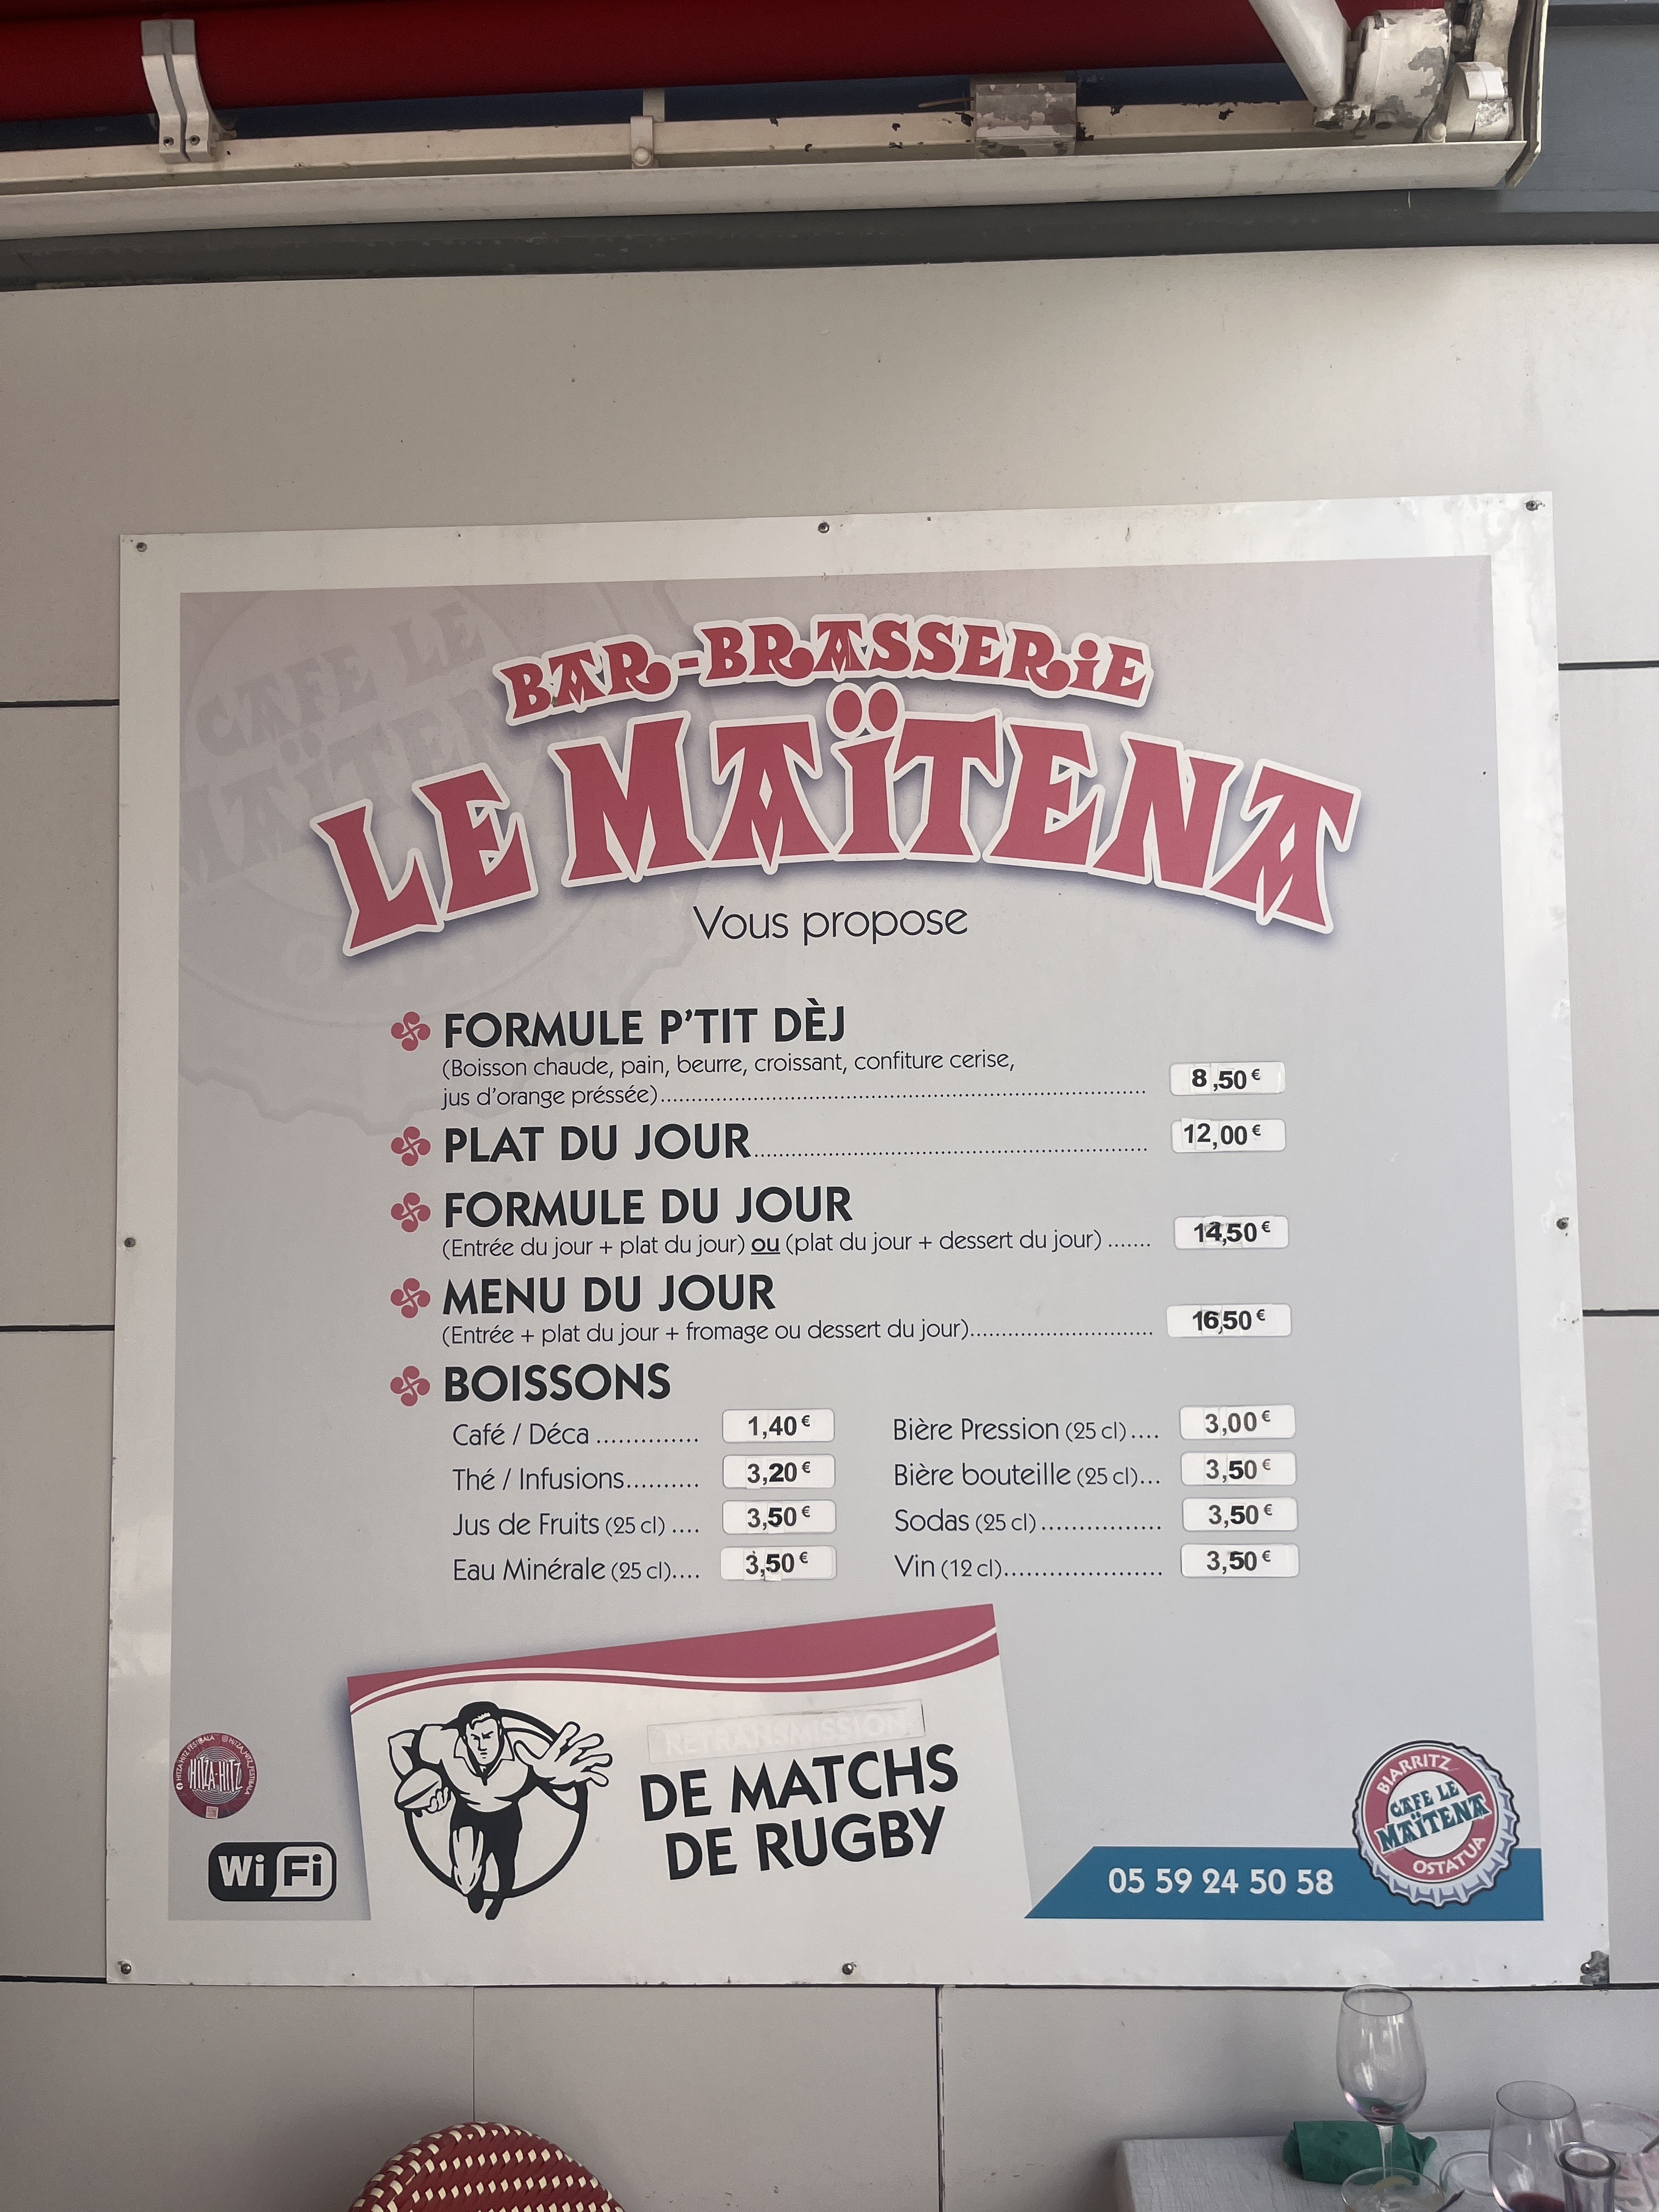 CAFE LE
MAÏTEN
BAR-BRASSERiE
LE MAÏTENA
Vous propose
FORMULE P'TIT DÈJ
(Boisson chaude, pain, beurre, croissant, confiture cerise,
jus d'orange préssée)........ 8,50 €
PLAT DU JOUR........ 12,00 €
FORMULE DU JOUR
(Entrée du jour + plat du jour) ou (plat du jour + dessert du jour) ....... 14,50 €
MENU DU JOUR
(Entrée + plat du jour + fromage ou dessert du jour)........ 16,50 €
BOISSONS
Café / Déca .............. 1,40 € Bière Pression (25 cl) .... 3,00 €
Thé / Infusions.......... 3,20 € Bière bouteille (25 cl)... 3,50 €
Jus de Fruits (25 cl) .... 3,50 € Sodas (25 cl)................. 3,50 €
Eau Minérale (25 cl).... 3,50 € Vin (12 cl)...................... 3,50 €
RETRANSMISSION
DE MATCHS
DE RUGBY
HITZA HITZ
Wi Fi
05 59 24 50 58
BIARRITZ
CAFE LE
MAÏTENA
OSTATUA